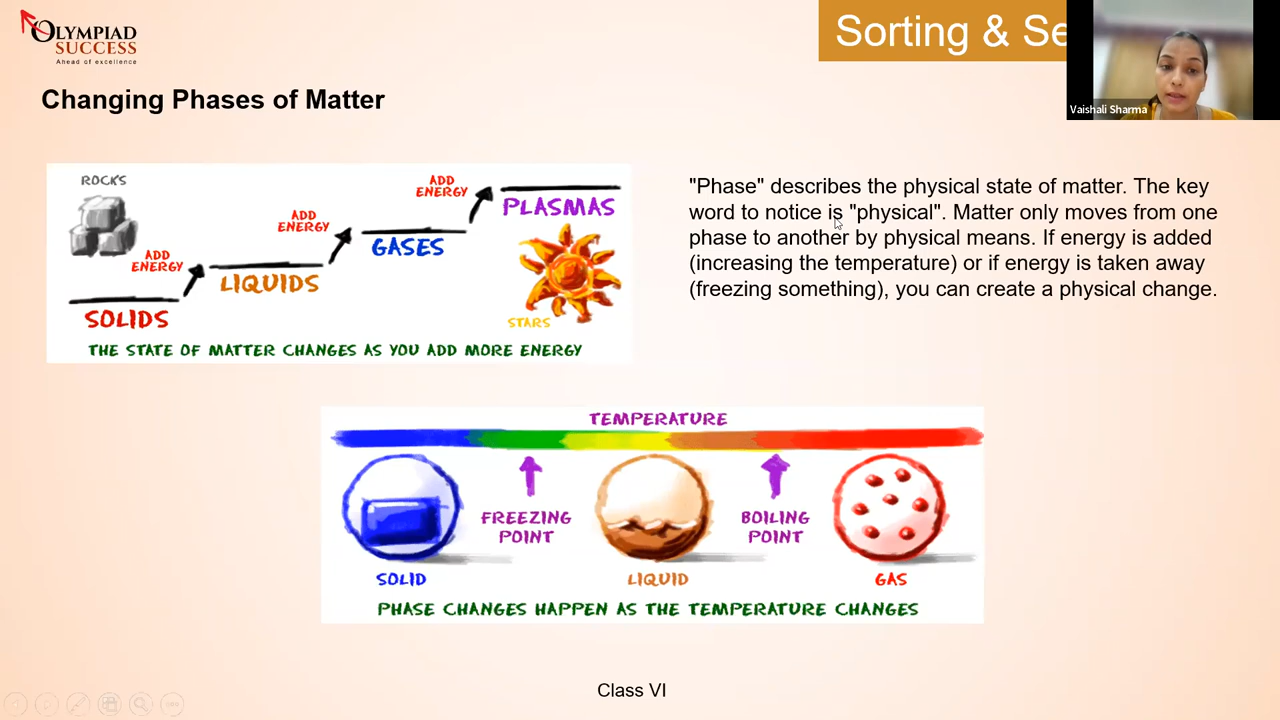 OLYMPIAD
SUCCESS
Ahead of excellence
Sorting & Se
Vaishali Sharma
Changing Phases of Matter
ROCKS
ADD
ENERGY
SOLIDS
ADD
ENERGY
LIQUIDS
ADD
ENERGY
GASES
PLASMAS
STARS
THE STATE OF MATTER CHANGES AS YOU ADD MORE ENERGY
"Phase" describes the physical state of matter. The key
word to notice is "physical". Matter only moves from one
phase to another by physical means. If energy is added
(increasing the temperature) or if energy is taken away
(freezing something), you can create a physical change.
TEMPERATURE
FREEZING
POINT
BOILING
POINT
SOLID
LIQUID
GAS
PHASE CHANGES HAPPEN AS THE TEMPERATURE CHANGES
Class VI